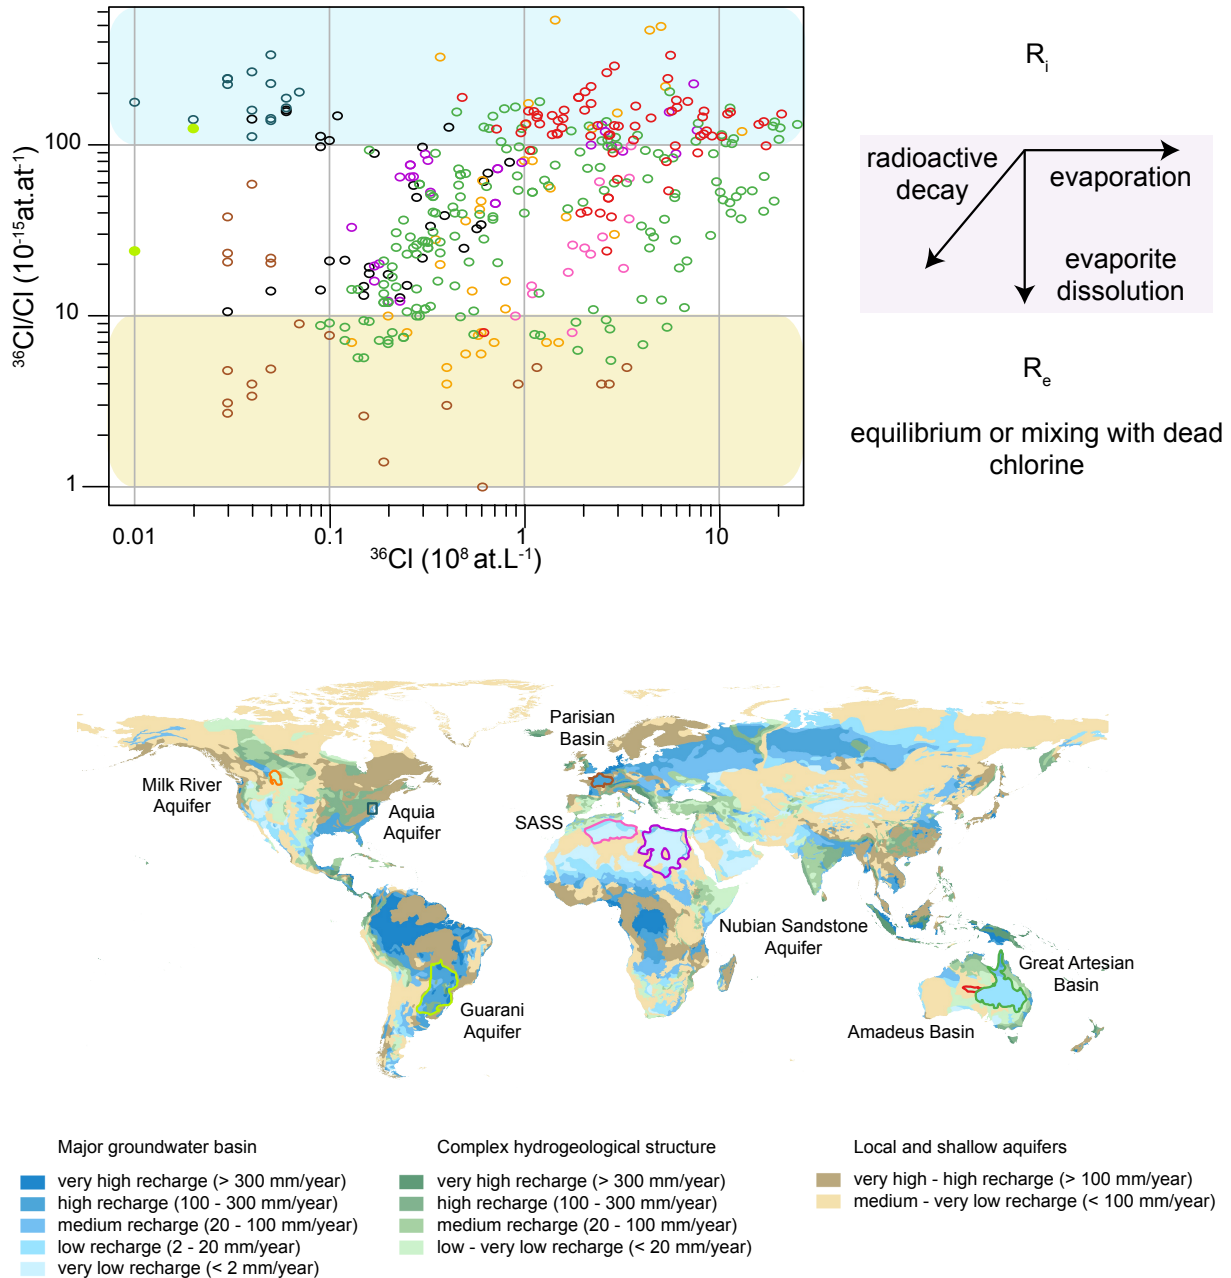 ³⁶Cl/Cl (10⁻¹⁵at.at⁻¹)
100
10
1
0.01
0.1
1
10
³⁶Cl (10⁸ at.L⁻¹)
Rᵢ
radioactive
decay
evaporation
evaporite
dissolution
Rₑ
equilibrium or mixing with dead
chlorine
Parisian
Basin
Milk River
Aquifer
Aquia
Aquifer
SASS
Nubian Sandstone
Aquifer
Great Artesian
Basin
Guarani
Aquifer
Amadeus Basin
Major groundwater basin
very high recharge (> 300 mm/year)
high recharge (100 - 300 mm/year)
medium recharge (20 - 100 mm/year)
low recharge (2 - 20 mm/year)
very low recharge (< 2 mm/year)
Complex hydrogeological structure
very high recharge (> 300 mm/year)
high recharge (100 - 300 mm/year)
medium recharge (20 - 100 mm/year)
low - very low recharge (< 20 mm/year)
Local and shallow aquifers
very high - high recharge (> 100 mm/year)
medium - very low recharge (< 100 mm/year)